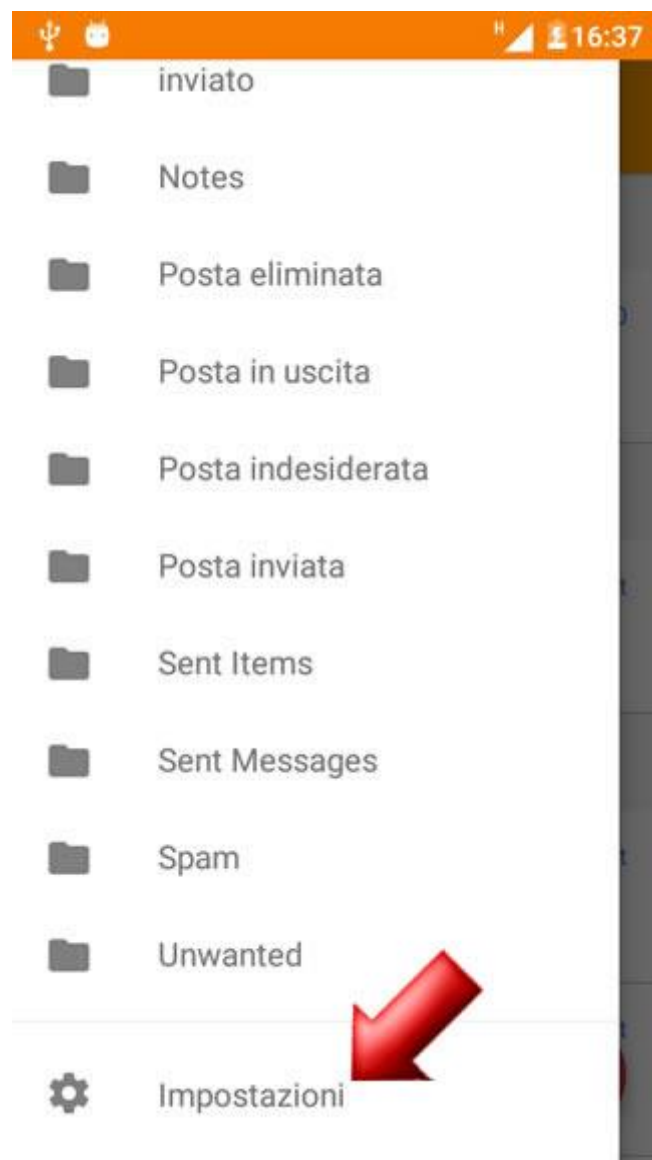 H 16:37
inviato
Notes
Posta eliminata
Posta in uscita
Posta indesiderata
Posta inviata
Sent Items
Sent Messages
Spam
Unwanted
Impostazioni